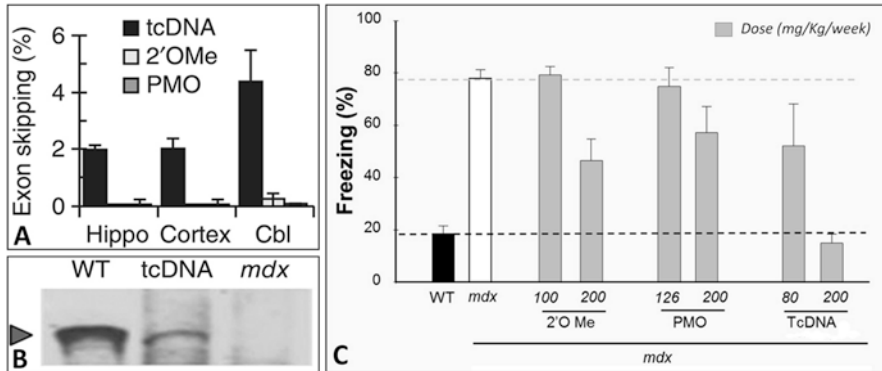 Exon skipping (%)
6
4
2
0
tcDNA
2′OMe
PMO
Hippo Cortex Cbl
A
WT tcDNA mdx
B
Dose (mg/Kg/week)
Freezing (%)
100
80
60
40
20
0
WT mdx 100 200 126 200 80 200
2'O Me PMO TcDNA
mdx
C